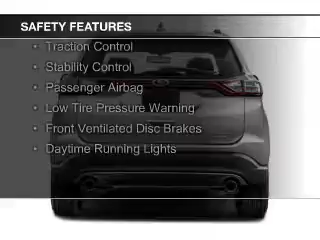 SAFETY FEATURES
• Traction Control
• Stability Control
• Passenger Airbag
• Low Tire Pressure Warning
• Front Ventilated Disc Brakes
• Daytime Running Lights